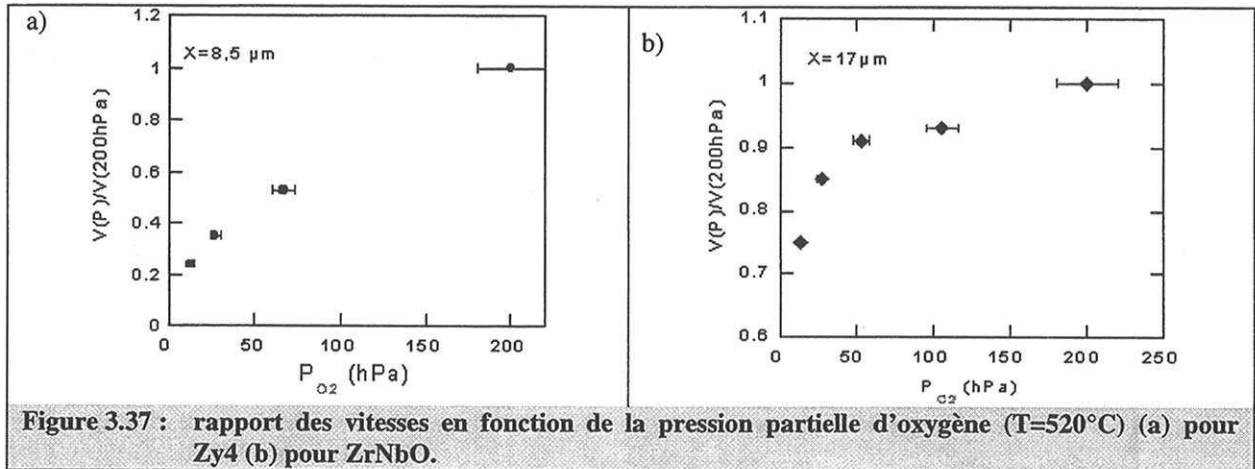 a)
X=8,5 µm
V(P)/V(200hPa)
1.2
1
0.8
0.6
0.4
0.2
0
0 50 100 150 200
P_O2 (hPa)
b)
X=17µm
V(P)/V(200hPa)
1.1
1
0.9
0.8
0.7
0.6
0 50 100 150 200 250
P_O2 (hPa)
Figure 3.37 : rapport des vitesses en fonction de la pression partielle d'oxygène (T=520°C) (a) pour
Zy4 (b) pour ZrNbO.